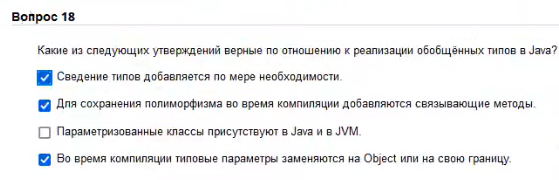 Вопрос 18
Какие из следующих утверждений верные по отношению к реализации обобщённых типов в Java?
Сведение типов добавляется по мере необходимости.
Для сохранения полиморфизма во время компиляции добавляются связывающие методы.
Параметризованные классы присутствуют в Java и в JVM.
Во время компиляции типовые параметры заменяются на Object или на свою границу.